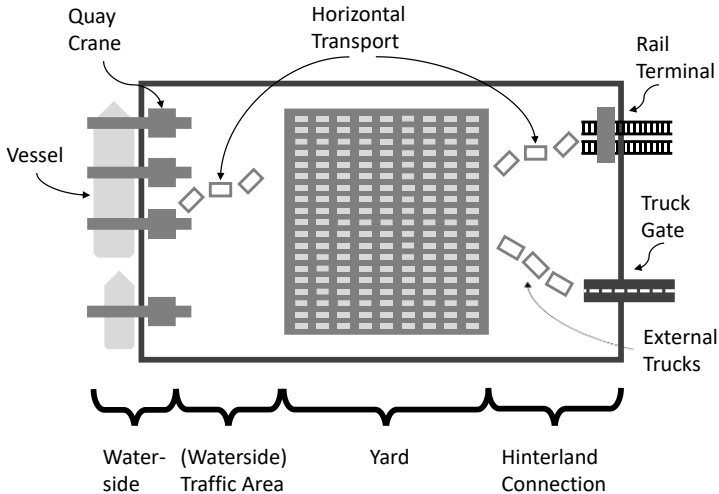 Quay
Crane
Horizontal
Transport
Rail
Terminal
Vessel
Truck
Gate
External
Trucks
Water-
side
(Waterside)
Traffic Area
Yard
Hinterland
Connection